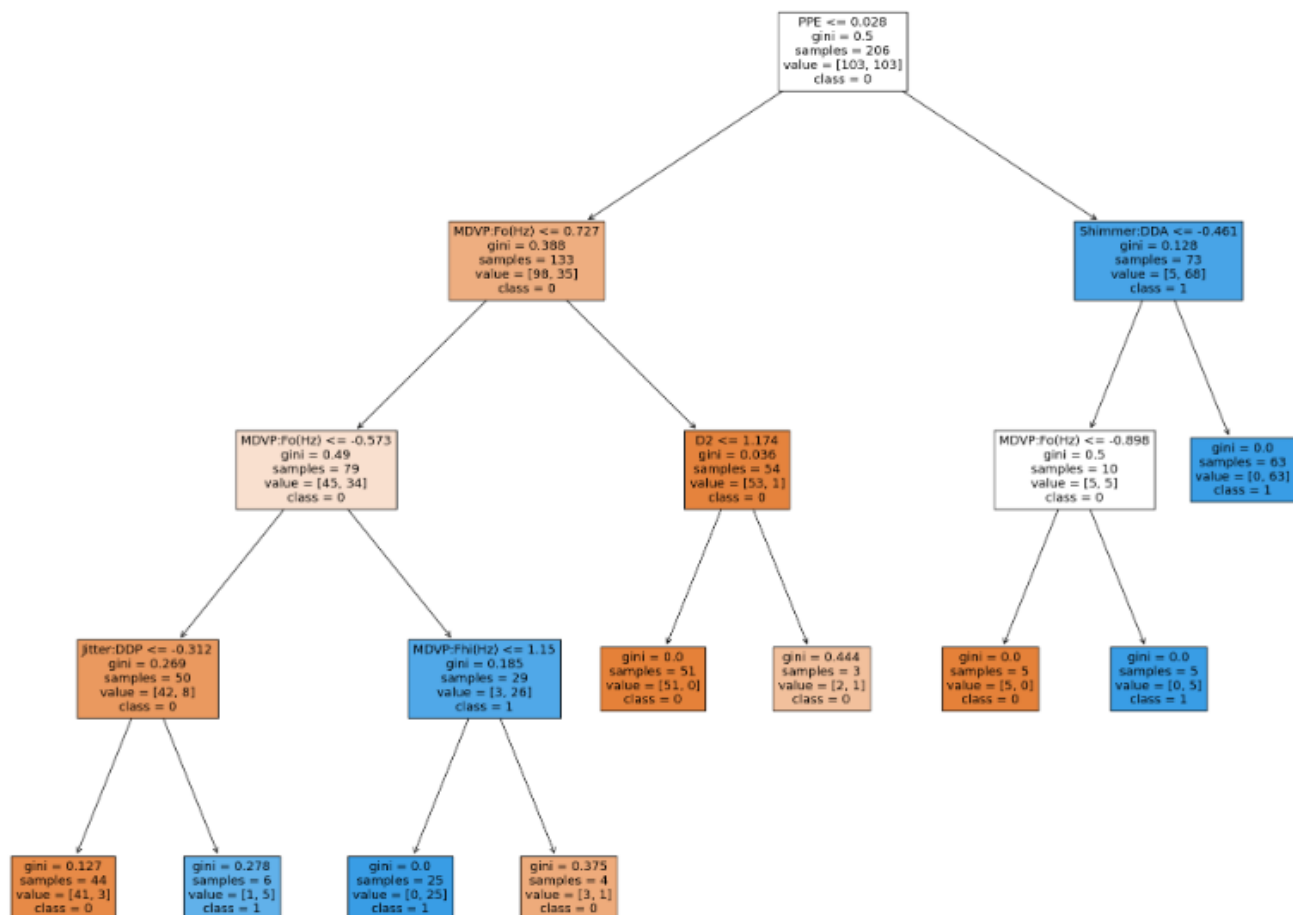 PPE <= 0.028
gini = 0.5
samples = 206
value = [103, 103]
class = 0
MDVP:Fo(Hz) <= 0.727
gini = 0.388
samples = 133
value = [98, 35]
class = 0
Shimmer:DDA <= -0.461
gini = 0.128
samples = 73
value = [5, 68]
class = 1
MDVP:Fo(Hz) <= -0.573
gini = 0.49
samples = 79
value = [45, 34]
class = 0
D2 <= 1.174
gini = 0.036
samples = 54
value = [53, 1]
class = 0
MDVP:Fo(Hz) <= -0.898
gini = 0.5
samples = 10
value = [5, 5]
class = 0
gini = 0.0
samples = 63
value = [0, 63]
class = 1
Jitter:DDP <= -0.312
gini = 0.269
samples = 50
value = [42, 8]
class = 0
MDVP:Fhi(Hz) <= 1.15
gini = 0.185
samples = 29
value = [3, 26]
class = 1
gini = 0.0
samples = 51
value = [51, 0]
class = 0
gini = 0.444
samples = 3
value = [2, 1]
class = 0
gini = 0.0
samples = 5
value = [5, 0]
class = 0
gini = 0.0
samples = 5
value = [0, 5]
class = 1
gini = 0.127
samples = 44
value = [41, 3]
class = 0
gini = 0.278
samples = 6
value = [1, 5]
class = 1
gini = 0.0
samples = 25
value = [0, 25]
class = 1
gini = 0.375
samples = 4
value = [3, 1]
class = 0